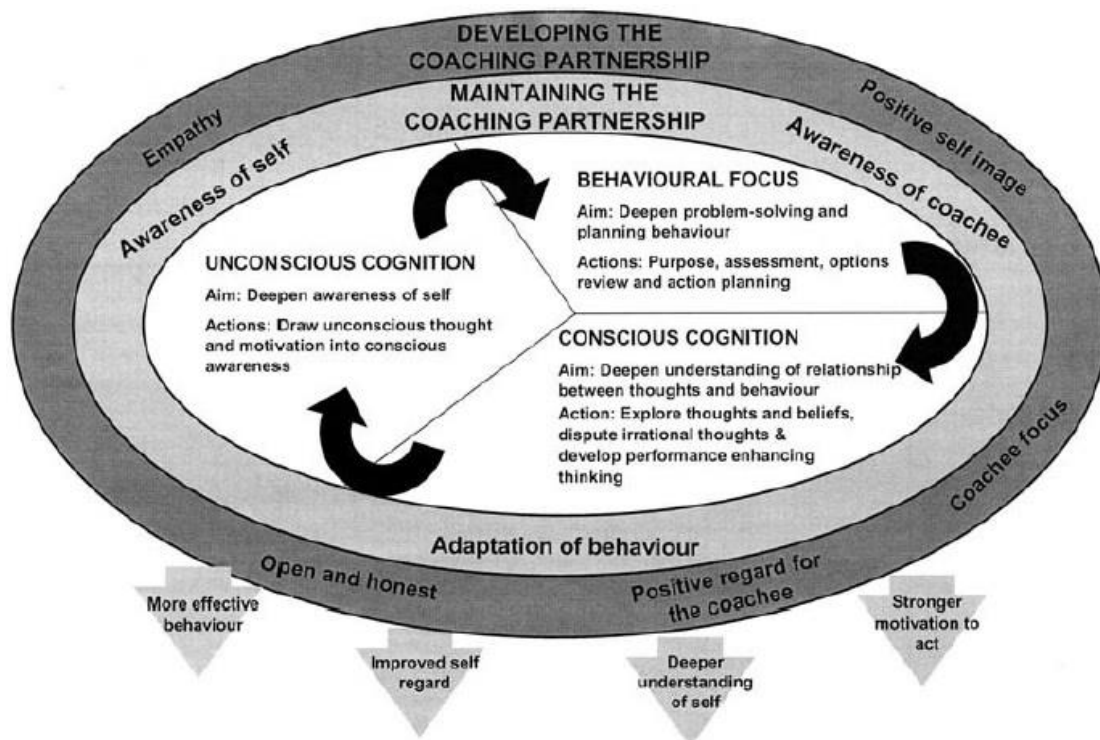 DEVELOPING THE
COACHING PARTNERSHIP
MAINTAINING THE
COACHING PARTNERSHIP
Empathy
Positive self image
Awareness of self
Awareness of coachee
BEHAVIOURAL FOCUS
Aim: Deepen problem-solving and
planning behaviour
Actions: Purpose, assessment, options
review and action planning
UNCONSCIOUS COGNITION
Aim: Deepen awareness of self
Actions: Draw unconscious thought
and motivation into conscious
awareness
CONSCIOUS COGNITION
Aim: Deepen understanding of relationship
between thoughts and behaviour
Action: Explore thoughts and beliefs,
dispute irrational thoughts &
develop performance enhancing
thinking
Coachee focus
Adaptation of behaviour
Open and honest
Positive regard for
the coachee
More effective
behaviour
Improved self
regard
Deeper
understanding
of self
Stronger
motivation to
act